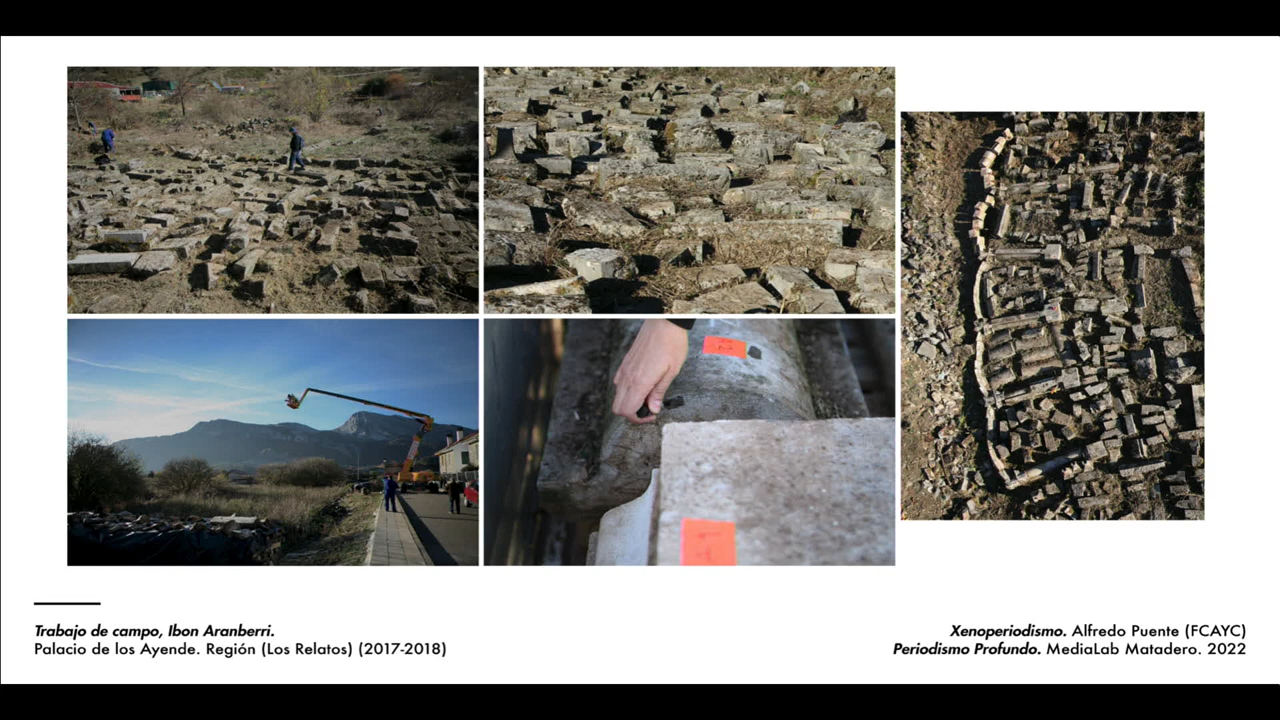 Trabajo de campo, Ibon Aranberri.
Palacio de los Ayende. Región (Los Relatos) (2017-2018)
Xenoperiodismo. Alfredo Puente (FCAYC)
Periodismo Profundo. MediaLab Matadero. 2022